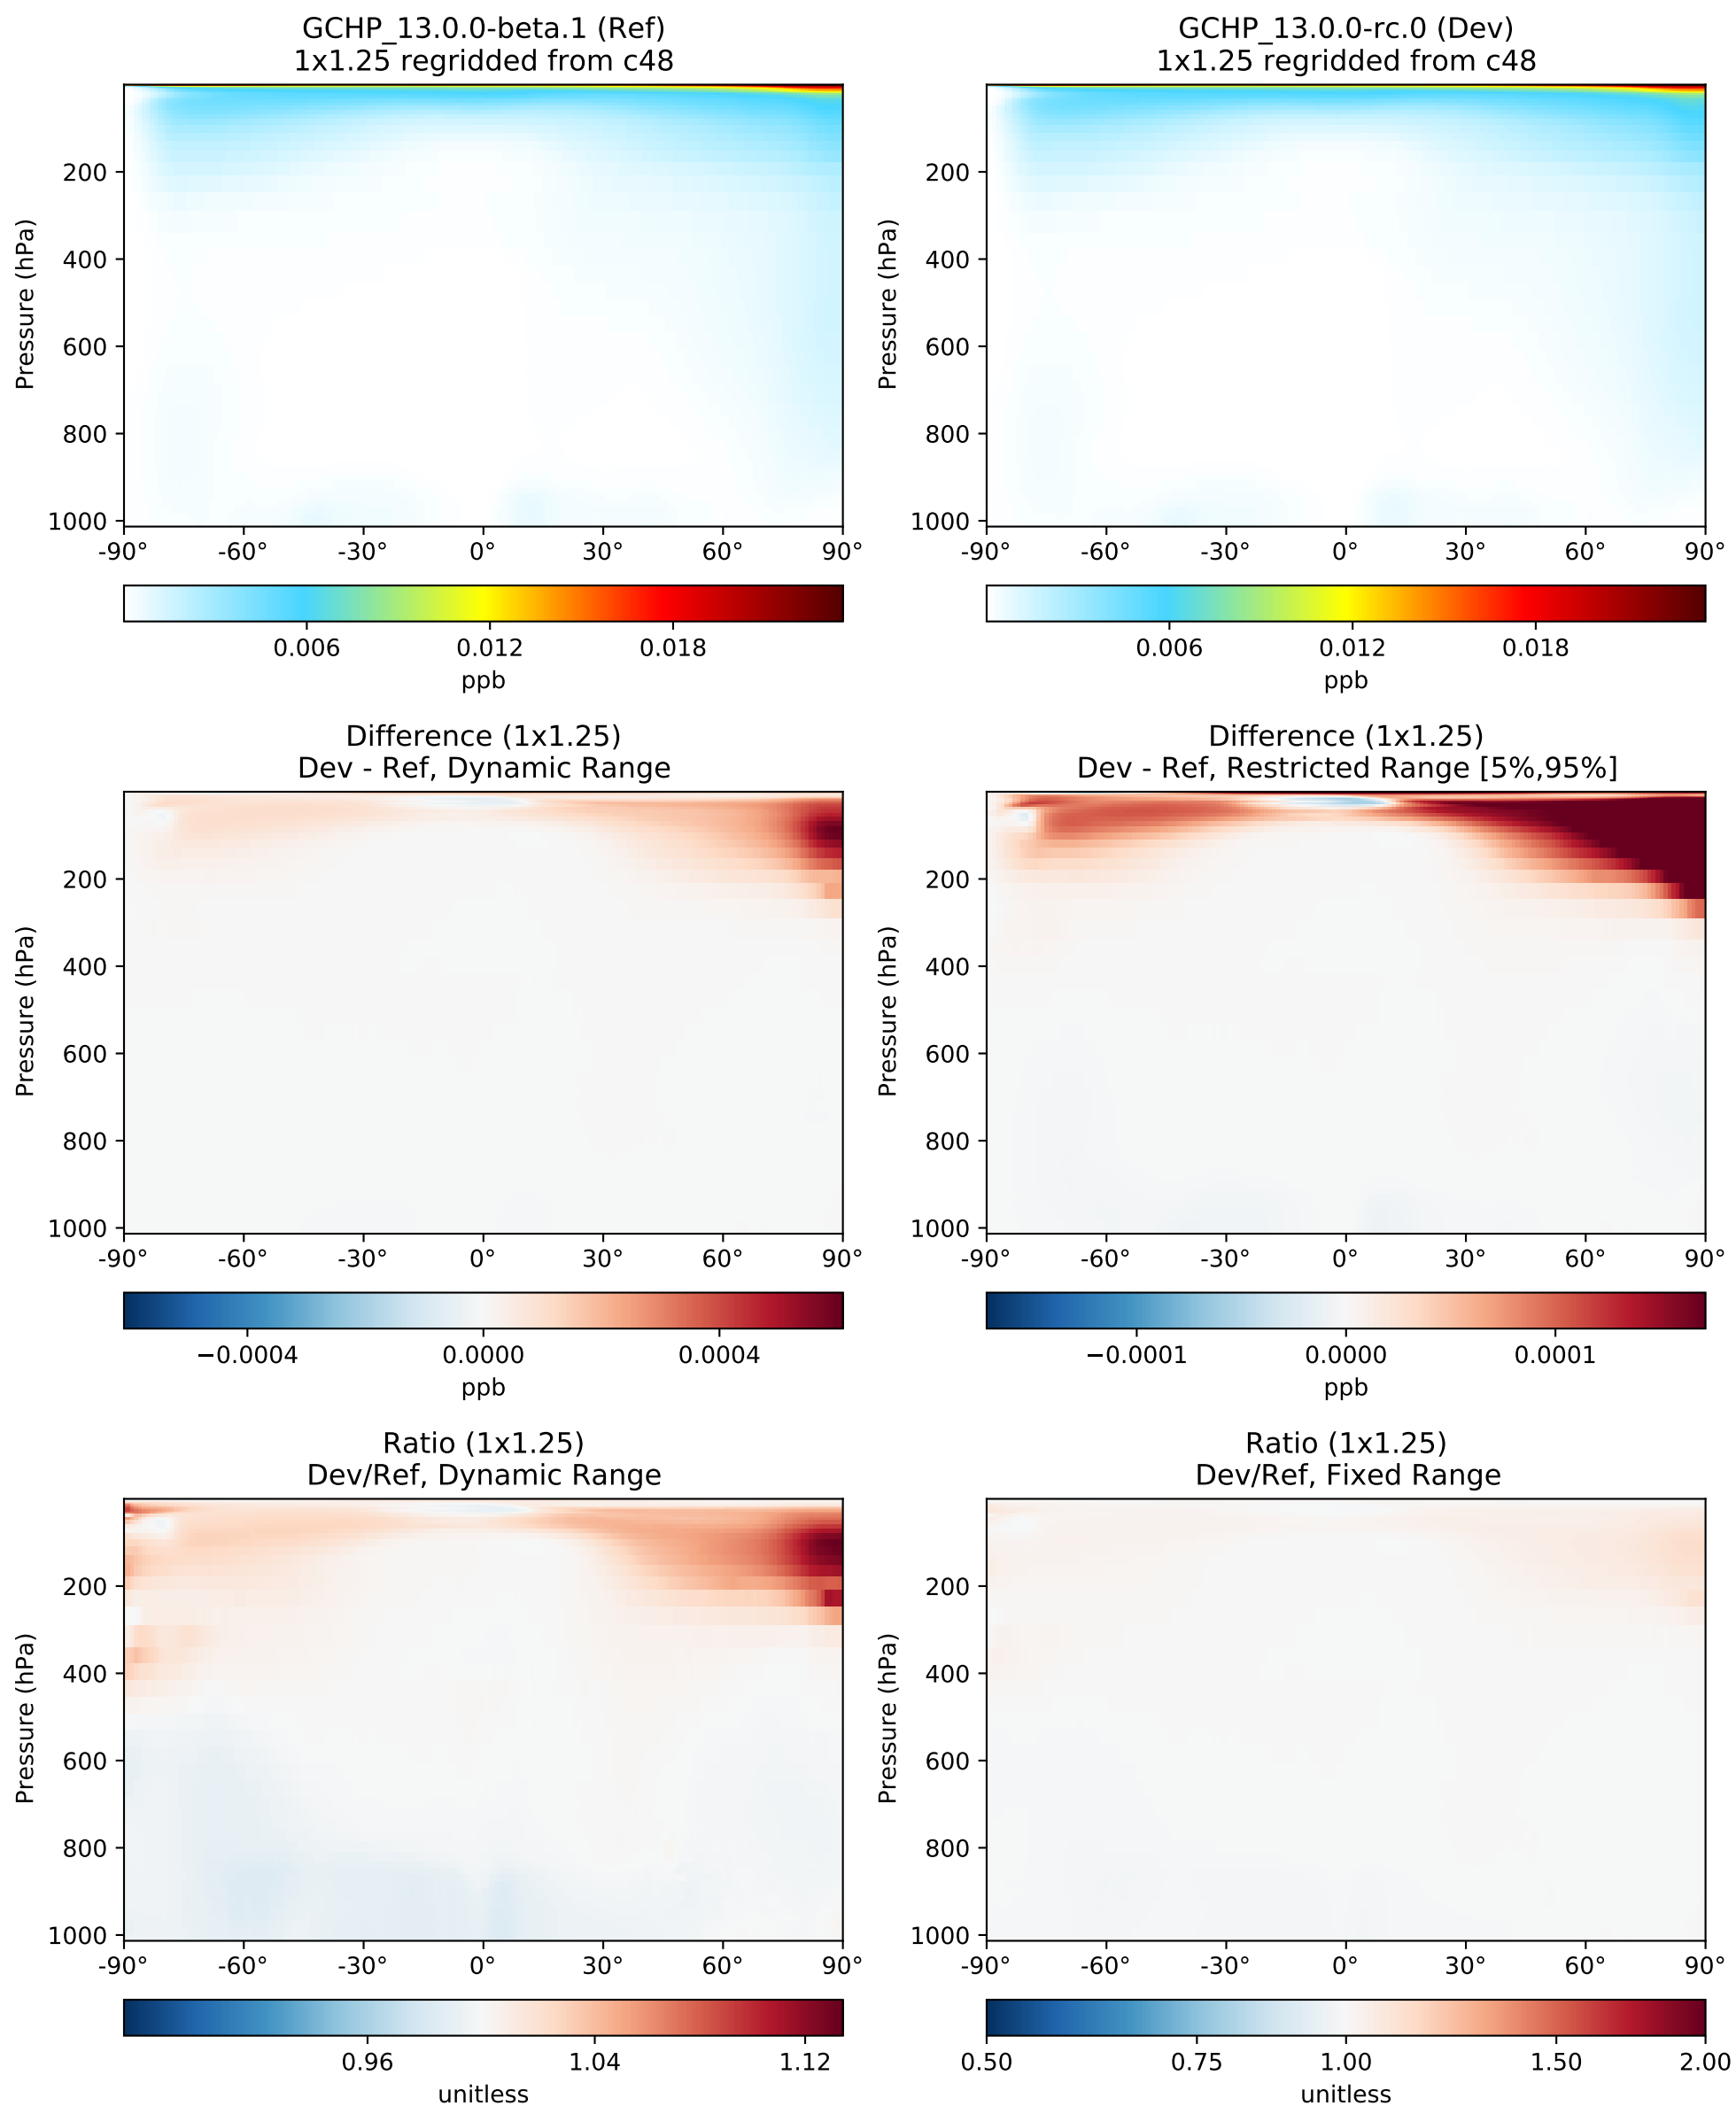 GCHP_13.0.0-beta.1 (Ref)
1x1.25 regridded from c48
Pressure (hPa)
200
400
600
800
1000
-90° -60° -30° 0° 30° 60° 90°
0.006 0.012 0.018
ppb
GCHP_13.0.0-rc.0 (Dev)
1x1.25 regridded from c48
Pressure (hPa)
200
400
600
800
1000
-90° -60° -30° 0° 30° 60° 90°
0.006 0.012 0.018
ppb
Difference (1x1.25)
Dev - Ref, Dynamic Range
Pressure (hPa)
200
400
600
800
1000
-90° -60° -30° 0° 30° 60° 90°
−0.0004 0.0000 0.0004
ppb
Difference (1x1.25)
Dev - Ref, Restricted Range [5%,95%]
Pressure (hPa)
200
400
600
800
1000
-90° -60° -30° 0° 30° 60° 90°
−0.0001 0.0000 0.0001
ppb
Ratio (1x1.25)
Dev/Ref, Dynamic Range
Pressure (hPa)
200
400
600
800
1000
-90° -60° -30° 0° 30° 60° 90°
0.96 1.04 1.12
unitless
Ratio (1x1.25)
Dev/Ref, Fixed Range
Pressure (hPa)
200
400
600
800
1000
-90° -60° -30° 0° 30° 60° 90°
0.50 0.75 1.00 1.50 2.00
unitless